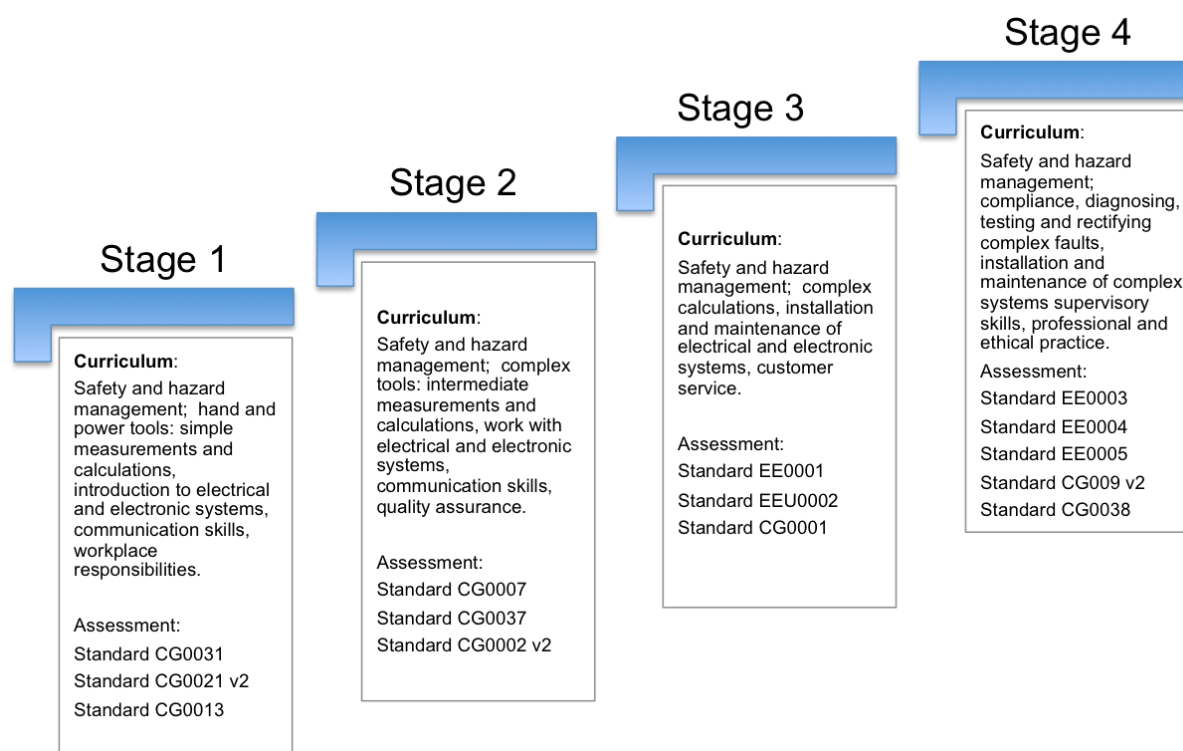 Stage 1
Curriculum:
Safety and hazard
management;  hand and
power tools: simple
measurements and
calculations,
introduction to electrical
and electronic systems,
communication skills,
workplace
responsibilities.
Assessment:
Standard CG0031
Standard CG0021 v2
Standard CG0013
Stage 2
Curriculum:
Safety and hazard
management;  complex
tools: intermediate
measurements and
calculations, work with
electrical and electronic
systems,
communication skills,
quality assurance.
Assessment:
Standard CG0007
Standard CG0037
Standard CG0002 v2
Stage 3
Curriculum:
Safety and hazard
management;  complex
calculations, installation
and maintenance of
electrical and electronic
systems, customer
service.
Assessment:
Standard EE0001
Standard EEU0002
Standard CG0001
Stage 4
Curriculum:
Safety and hazard
management;
compliance, diagnosing,
testing and rectifying
complex faults,
installation and
maintenance of complex
systems supervisory
skills, professional and
ethical practice.
Assessment:
Standard EE0003
Standard EE0004
Standard EE0005
Standard CG009 v2
Standard CG0038